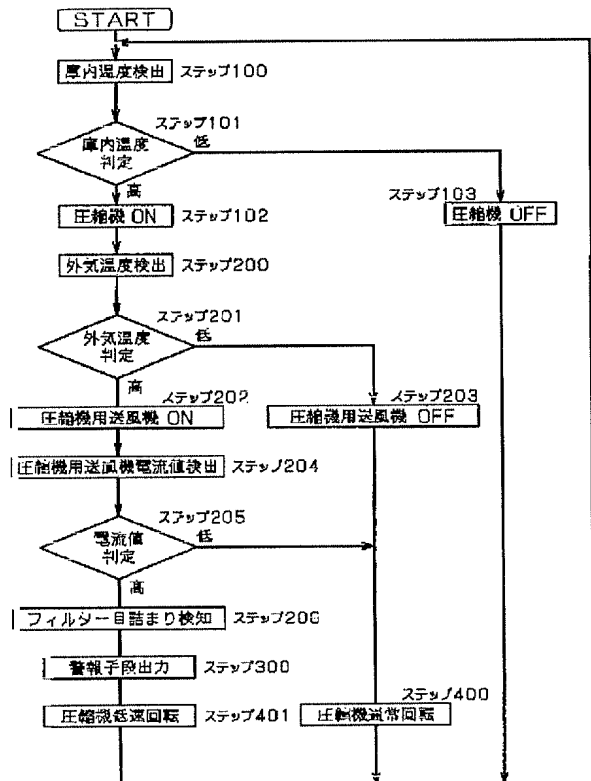 START
庫内温度検出 ステップ100
ステップ101
庫内温度
判定
低
高
ステップ103
圧縮機 ON ステップ102
圧縮機 OFF
外気温度検出 ステップ200
ステップ201
外気温度
判定
低
高
ステップ202
ステップ203
圧縮機用送風機 ON
圧縮機用送風機 OFF
圧縮機用送風機電流値検出 ステップ204
ステップ205
電流値
判定
低
高
フィルター目詰まり検知 ステップ206
警報手段出力 ステップ300
ステップ400
圧縮機低速回転 ステップ401
圧縮機通常回転